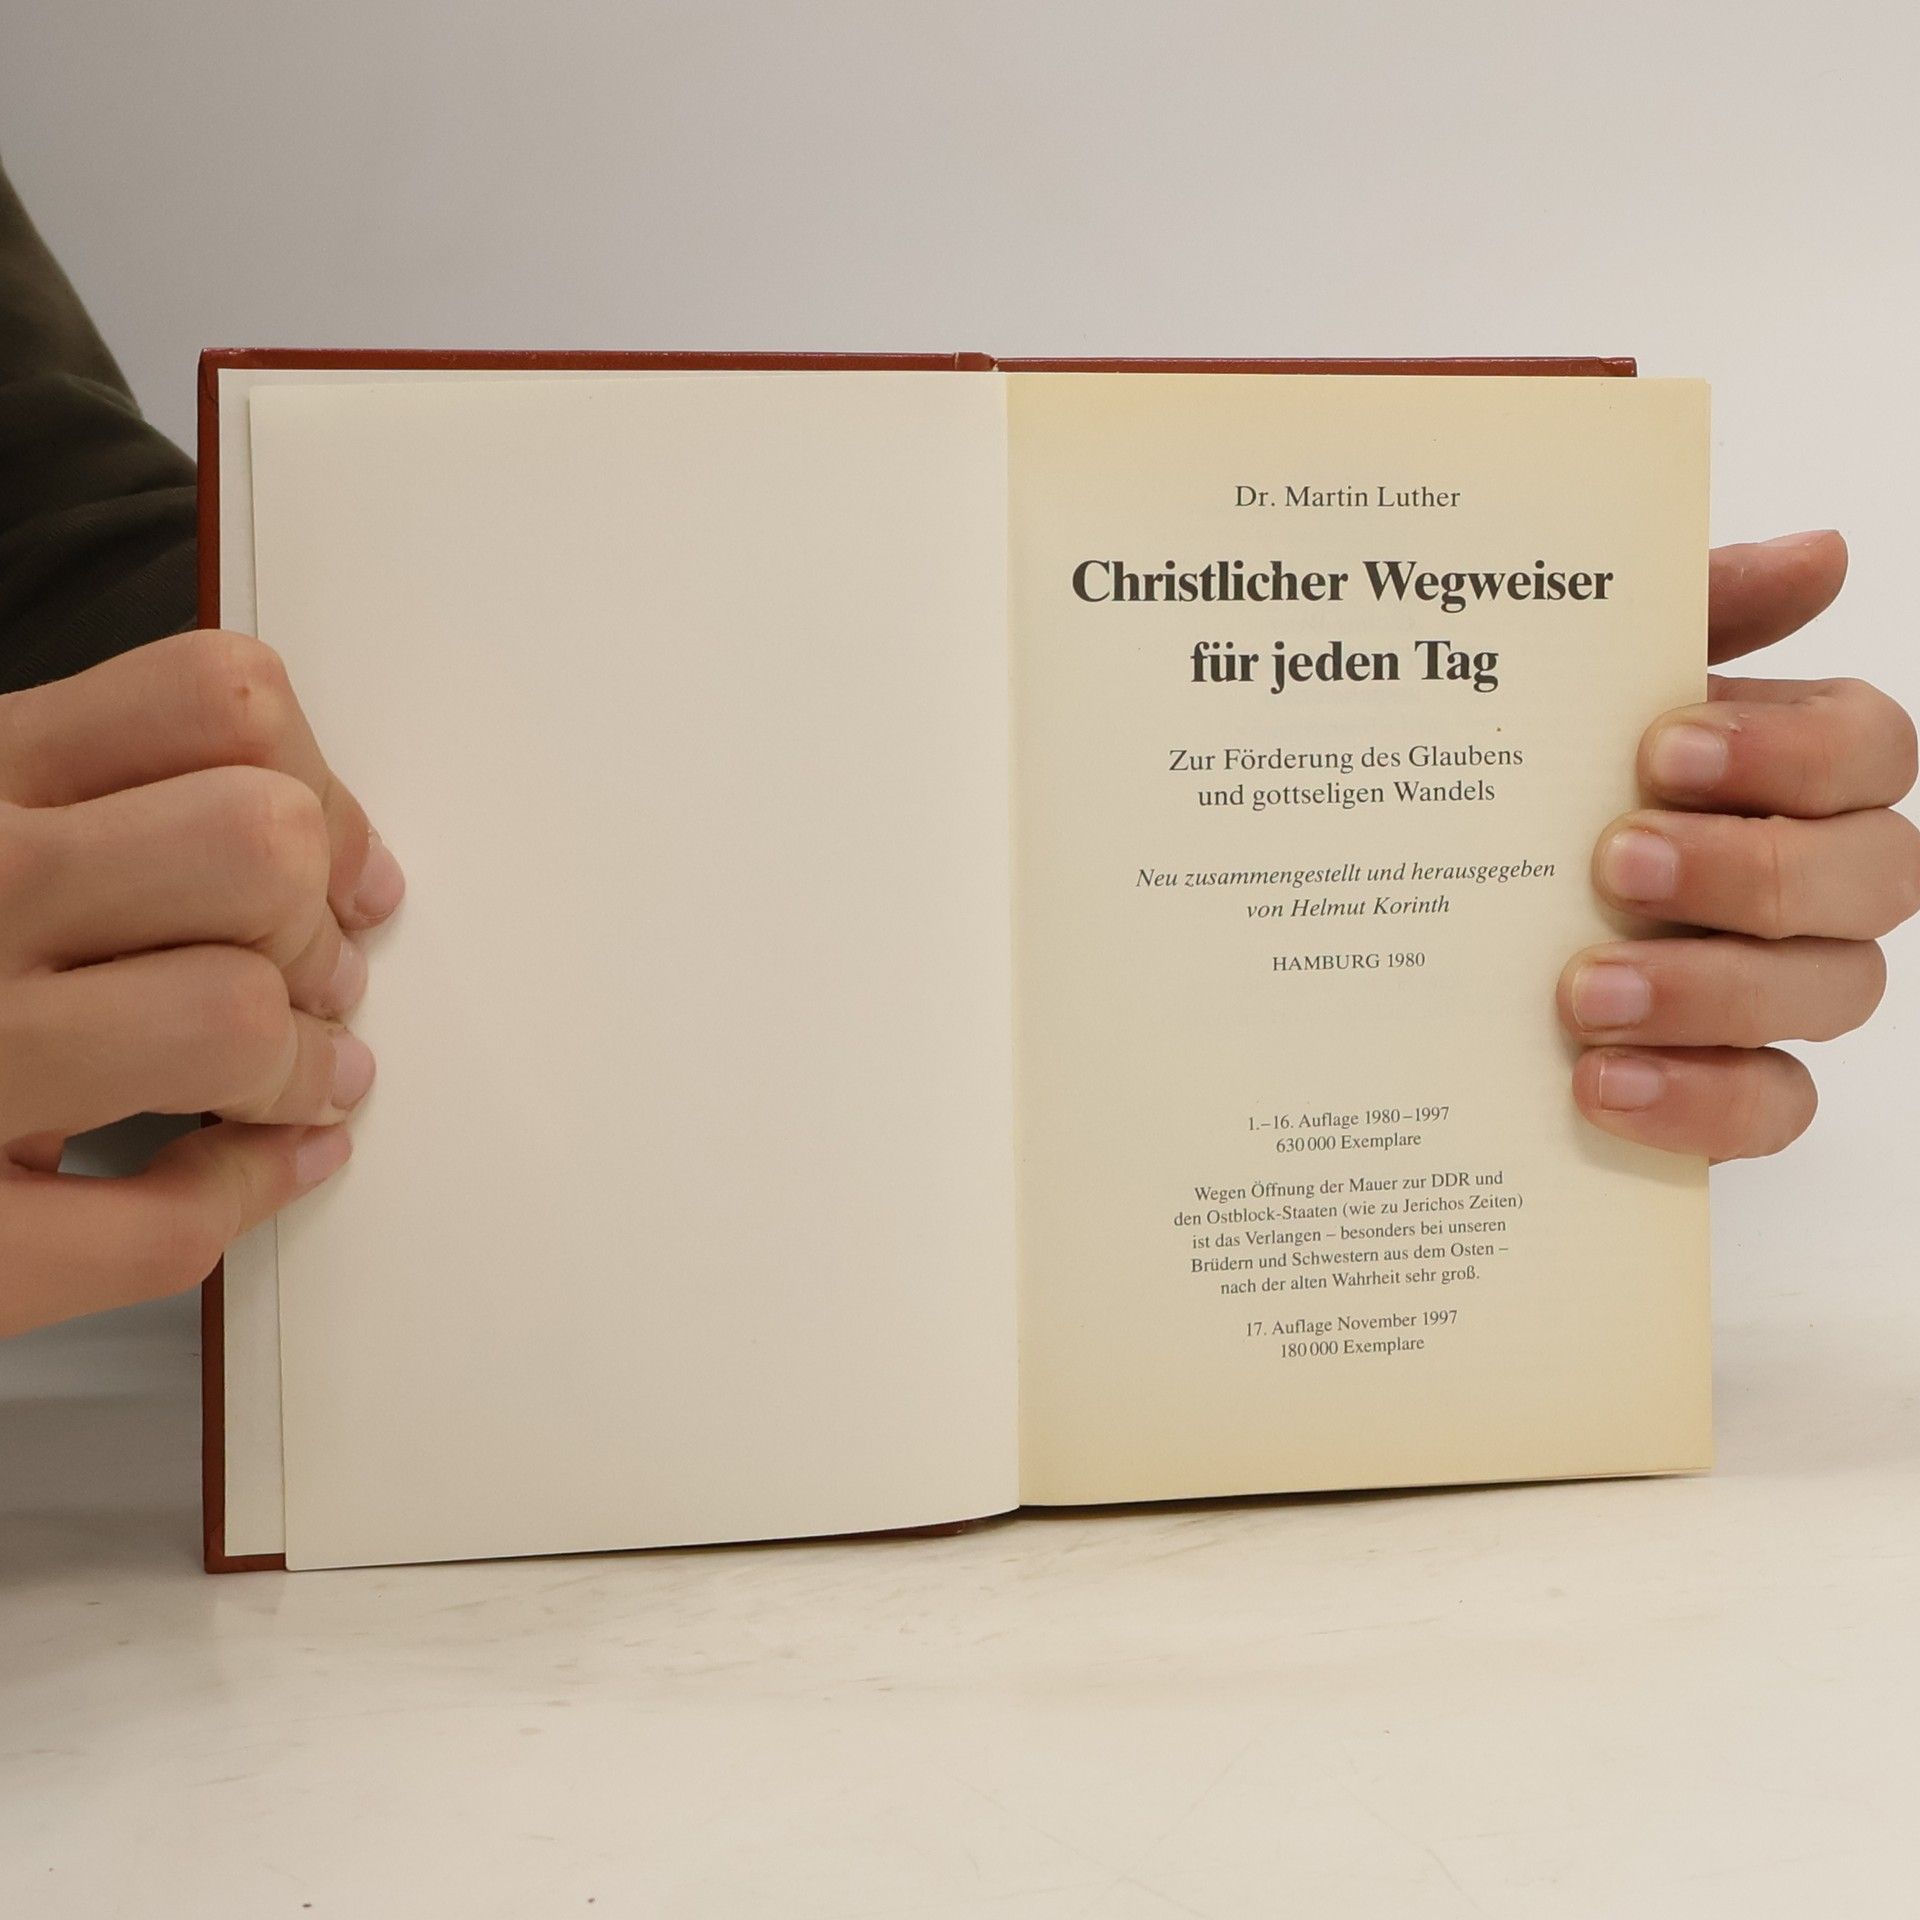 Dr. Martin Luther
Christlicher Wegweiser
für jeden Tag
Zur Förderung des Glaubens
und gottseligen Wandels
Neu zusammengestellt und herausgegeben
von Helmut Korinth
HAMBURG 1980
1.–16. Auflage 1980–1997
630 000 Exemplare
Wegen Öffnung der Mauer zur DDR und
den Ostblock-Staaten (wie zu Jerichos Zeiten)
ist das Verlangen – besonders bei unseren
Brüdern und Schwestern aus dem Osten –
nach der alten Wahrheit sehr groß.
17. Auflage November 1997
180 000 Exemplare